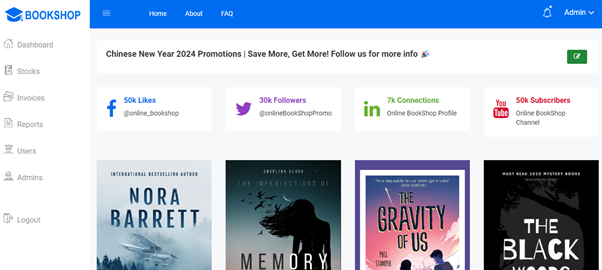 BOOKSHOP
Home About FAQ
Admin
Dashboard
Stocks
Invoices
Reports
Users
Admins
Logout
Chinese New Year 2024 Promotions | Save More, Get More! Follow us for more info 🎉
50k Likes
@online_bookshop
30k Followers
@onlineBookShopPromo
7k Connections
Online BookShop Profile
You
Tube
50k Subscribers
Online BookShop
Channel
INTERNATIONAL BESTSELLING AUTHOR
NORA
BARRETT
THE IMPERFECTIONS OF
MEMORY
THE
GRAVITY
OF US
PHIL
STAMPER
MUST READ 2020 MYSTERY BOOKS
THE
BLACK